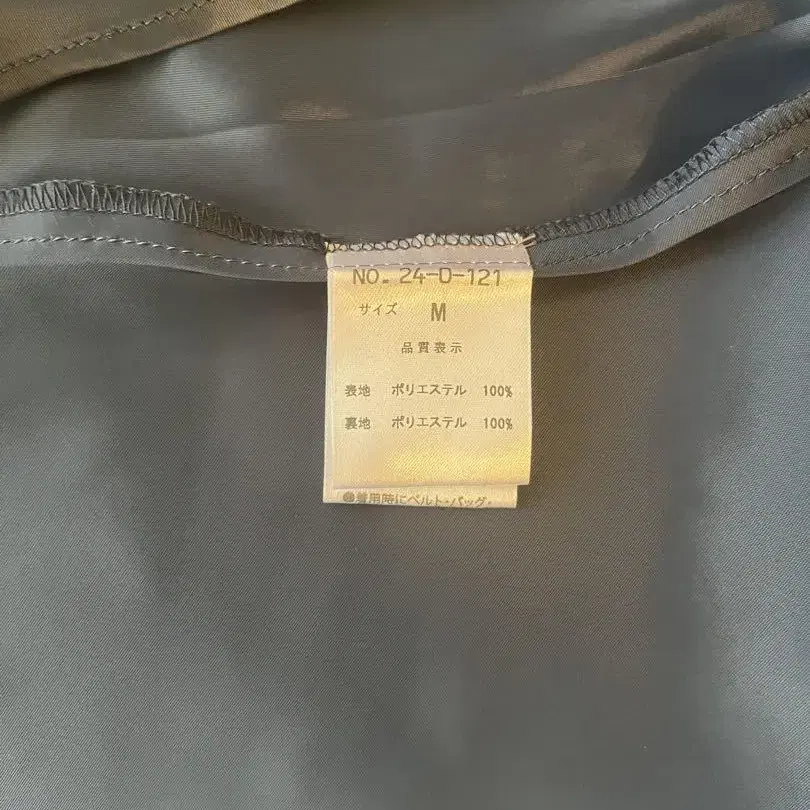 NO. 24-D-121
サイズ M
品質表示
表地 ポリエステル 100%
裏地 ポリエステル 100%
●着用時にベルト・バッグ・